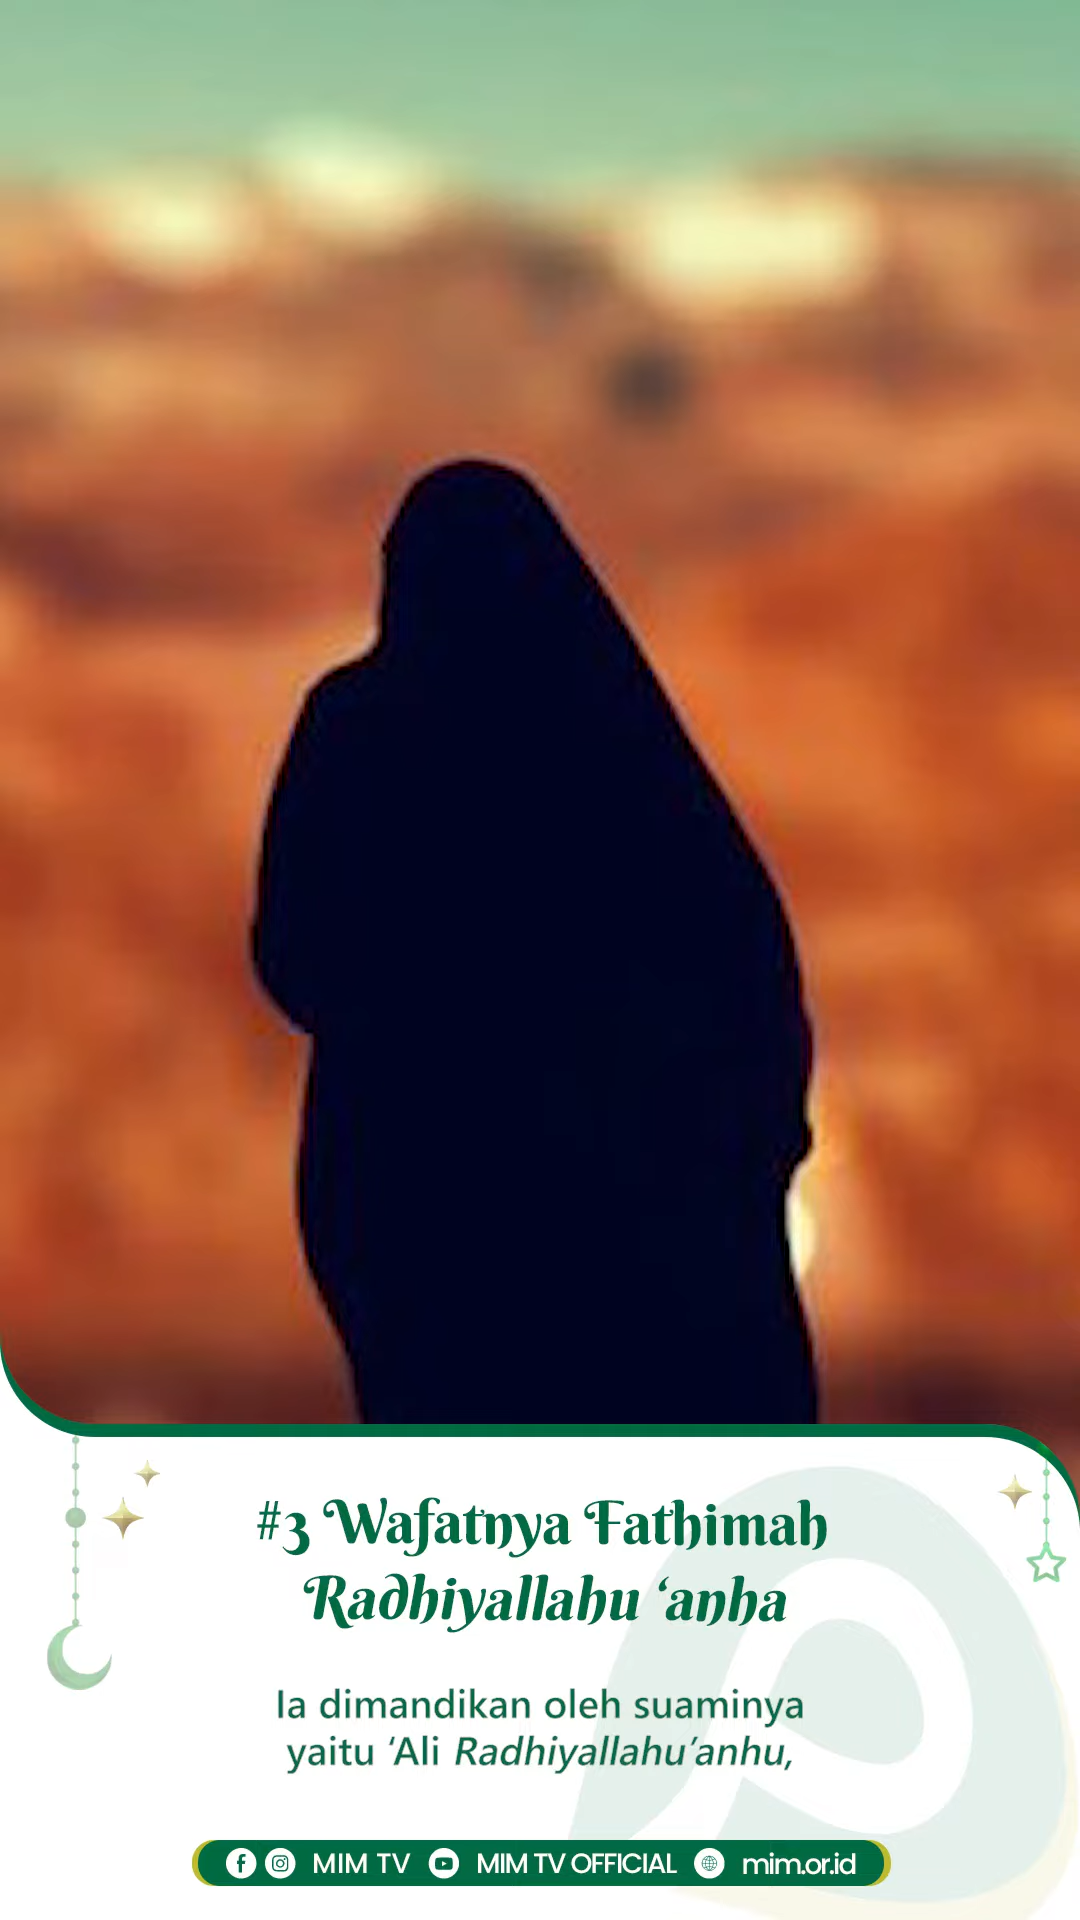 #3 Wafatnya Fathimah
Radhiyallahu ‘anha
Ia dimandikan oleh suaminya
yaitu ‘Ali Radhiyallahu’anhu,
MIM TV MIM TV OFFICIAL mim.or.id